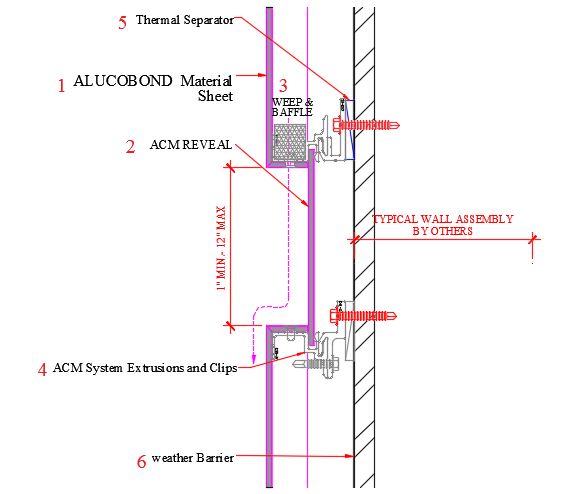 5 Thermal Separator
1 ALUCOBOND Material
Sheet
3
WEEP &
BAFFLE
2 ACM REVEAL
1" MIN - 12" MAX
TYPICAL WALL ASSEMBLY
BY OTHERS
4 ACM System Extrusions and Clips
6 weather Barrier